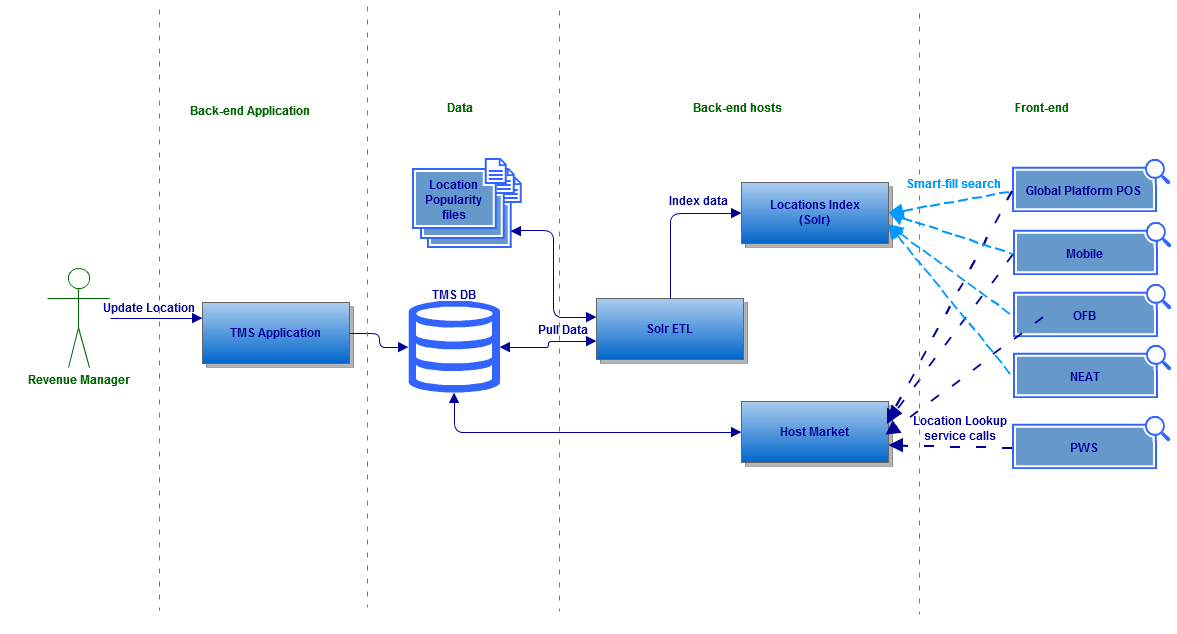 Back-end Application
Data
Back-end hosts
Front-end
Location
Popularity
files
Index data
Locations Index
(Solr)
Smart-fill search
Global Platform POS
Mobile
OFB
NEAT
PWS
Update Location
Revenue Manager
TMS Application
TMS DB
Pull Data
Solr ETL
Host Market
Location Lookup
service calls